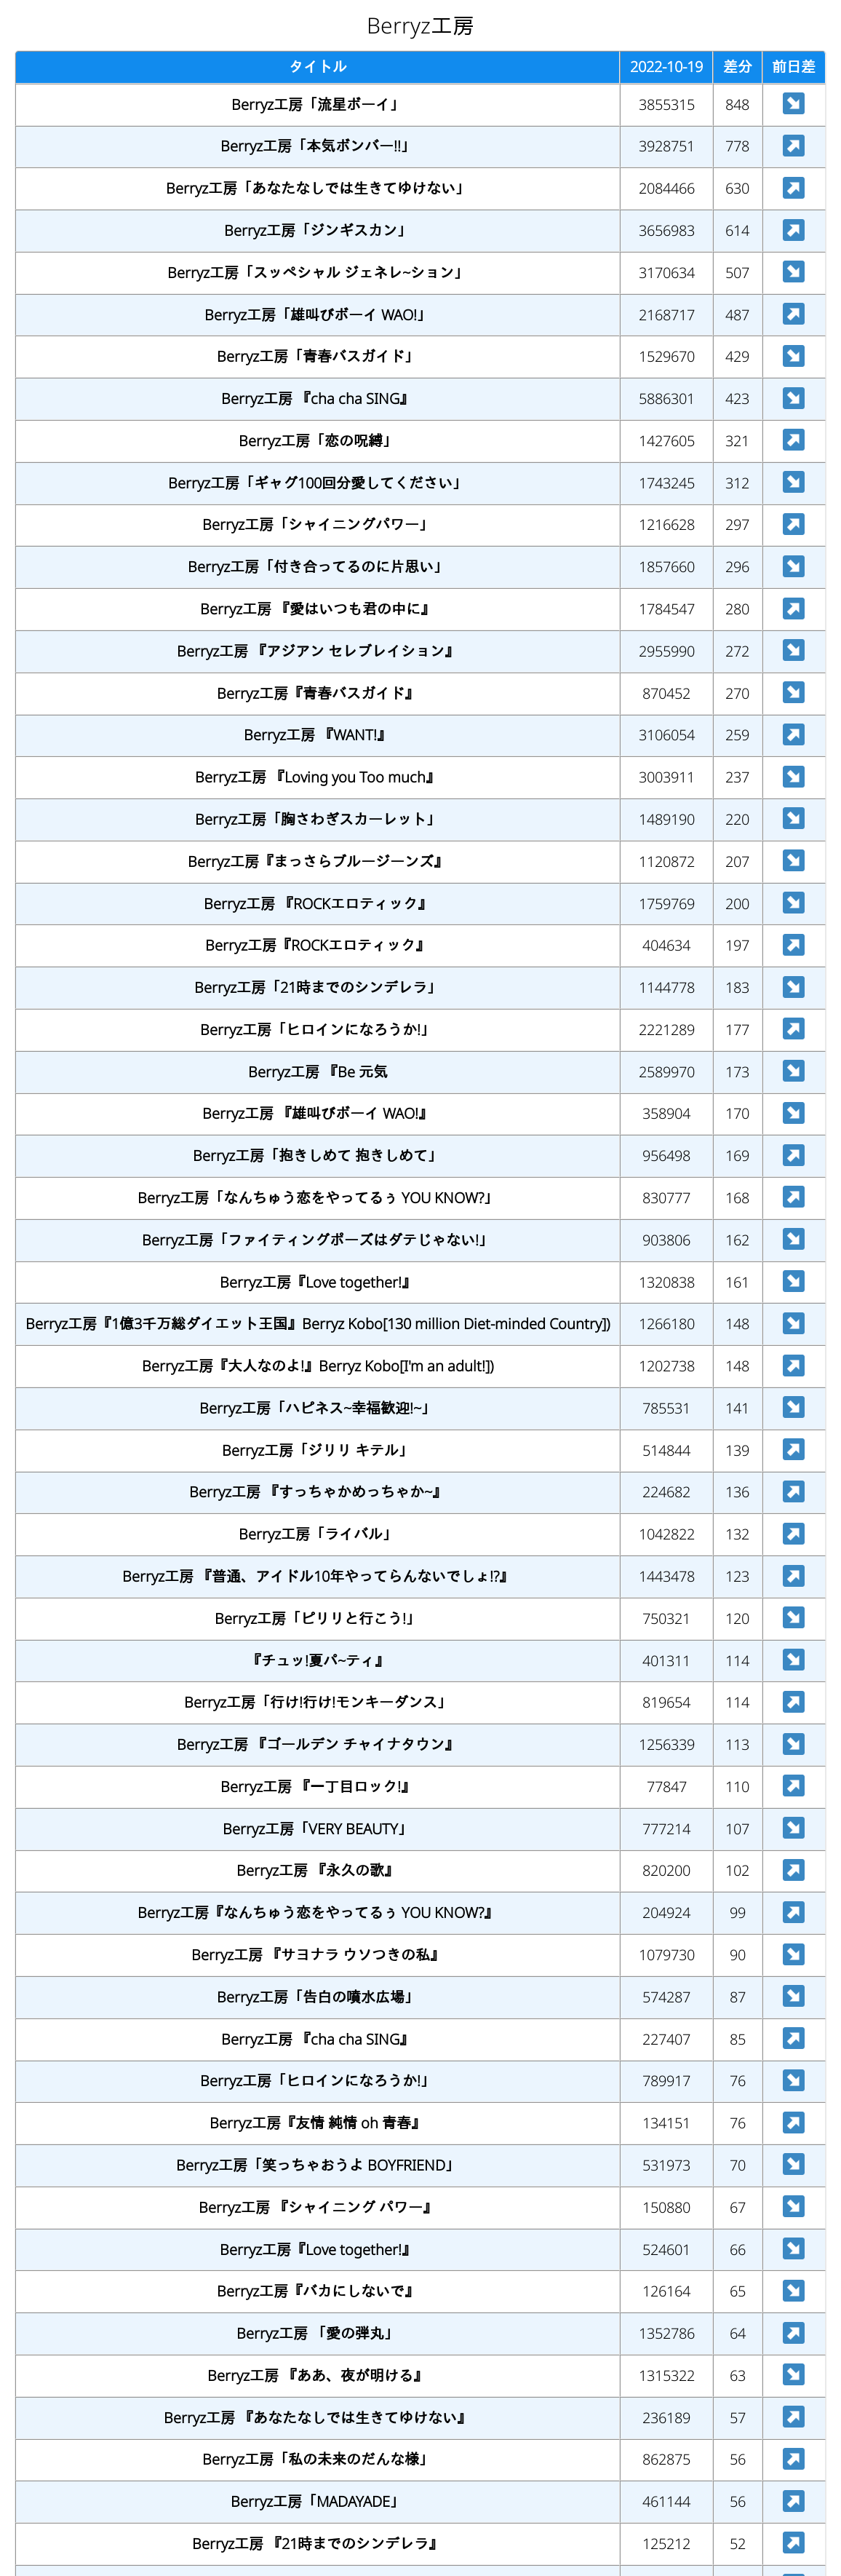 Berryz工房
タイトル 2022-10-19 差分 前日差
Berryz工房「流星ボーイ」 3855315 848
Berryz工房「本気ボンバー!!」 3928751 778
Berryz工房「あなたなしでは生きてゆけない」 2084466 630
Berryz工房「ジンギスカン」 3656983 614
Berryz工房「スッペシャル ジェネレ~ション」 3170634 507
Berryz工房「雄叫びボーイ WAO!」 2168717 487
Berryz工房「青春バスガイド」 1529670 429
Berryz工房 『cha cha SING』 5886301 423
Berryz工房「恋の呪縛」 1427605 321
Berryz工房「ギャグ100回分愛してください」 1743245 312
Berryz工房「シャイニングパワー」 1216628 297
Berryz工房「付き合ってるのに片思い」 1857660 296
Berryz工房 『愛はいつも君の中に』 1784547 280
Berryz工房 『アジアン セレブレイション』 2955990 272
Berryz工房『青春バスガイド』 870452 270
Berryz工房 『WANT!』 3106054 259
Berryz工房 『Loving you Too much』 3003911 237
Berryz工房「胸さわぎスカーレット」 1489190 220
Berryz工房『まっさらブルージーンズ』 1120872 207
Berryz工房 『ROCKエロティック』 1759769 200
Berryz工房『ROCKエロティック』 404634 197
Berryz工房「21時までのシンデレラ」 1144778 183
Berryz工房「ヒロインになろうか!」 2221289 177
Berryz工房 『Be 元気 2589970 173
Berryz工房 『雄叫びボーイ WAO!』 358904 170
Berryz工房「抱きしめて 抱きしめて」 956498 169
Berryz工房「なんちゅう恋をやってるぅ YOU KNOW?」 830777 168
Berryz工房「ファイティングポーズはダテじゃない!」 903806 162
Berryz工房『Love together!』 1320838 161
Berryz工房『1億3千万総ダイエット王国』Berryz Kobo[130 million Diet-minded Country]) 1266180 148
Berryz工房『大人なのよ!』Berryz Kobo[I'm an adult!]) 1202738 148
Berryz工房「ハピネス~幸福歓迎!~」 785531 141
Berryz工房「ジリリ キテル」 514844 139
Berryz工房 『すっちゃかめっちゃか~』 224682 136
Berryz工房「ライバル」 1042822 132
Berryz工房 『普通、アイドル10年やってらんないでしょ!?』 1443478 123
Berryz工房「ピリリと行こう!」 750321 120
『チュッ!夏パ~ティ』 401311 114
Berryz工房「行け!行け!モンキーダンス」 819654 114
Berryz工房 『ゴールデン チャイナタウン』 1256339 113
Berryz工房 『一丁目ロック!』 77847 110
Berryz工房「VERY BEAUTY」 777214 107
Berryz工房 『永久の歌』 820200 102
Berryz工房『なんちゅう恋をやってるぅ YOU KNOW?』 204924 99
Berryz工房 『サヨナラ ウソつきの私』 1079730 90
Berryz工房「告白の噴水広場」 574287 87
Berryz工房 『cha cha SING』 227407 85
Berryz工房「ヒロインになろうか!」 789917 76
Berryz工房『友情 純情 oh 青春』 134151 76
Berryz工房「笑っちゃおうよ BOYFRIEND」 531973 70
Berryz工房 『シャイニング パワー』 150880 67
Berryz工房『Love together!』 524601 66
Berryz工房『バカにしないで』 126164 65
Berryz工房 「愛の弾丸」 1352786 64
Berryz工房 『ああ、夜が明ける』 1315322 63
Berryz工房 『あなたなしでは生きてゆけない』 236189 57
Berryz工房「私の未来のだんな様」 862875 56
Berryz工房「MADAYADE」 461144 56
Berryz工房 『21時までのシンデレラ』 125212 52